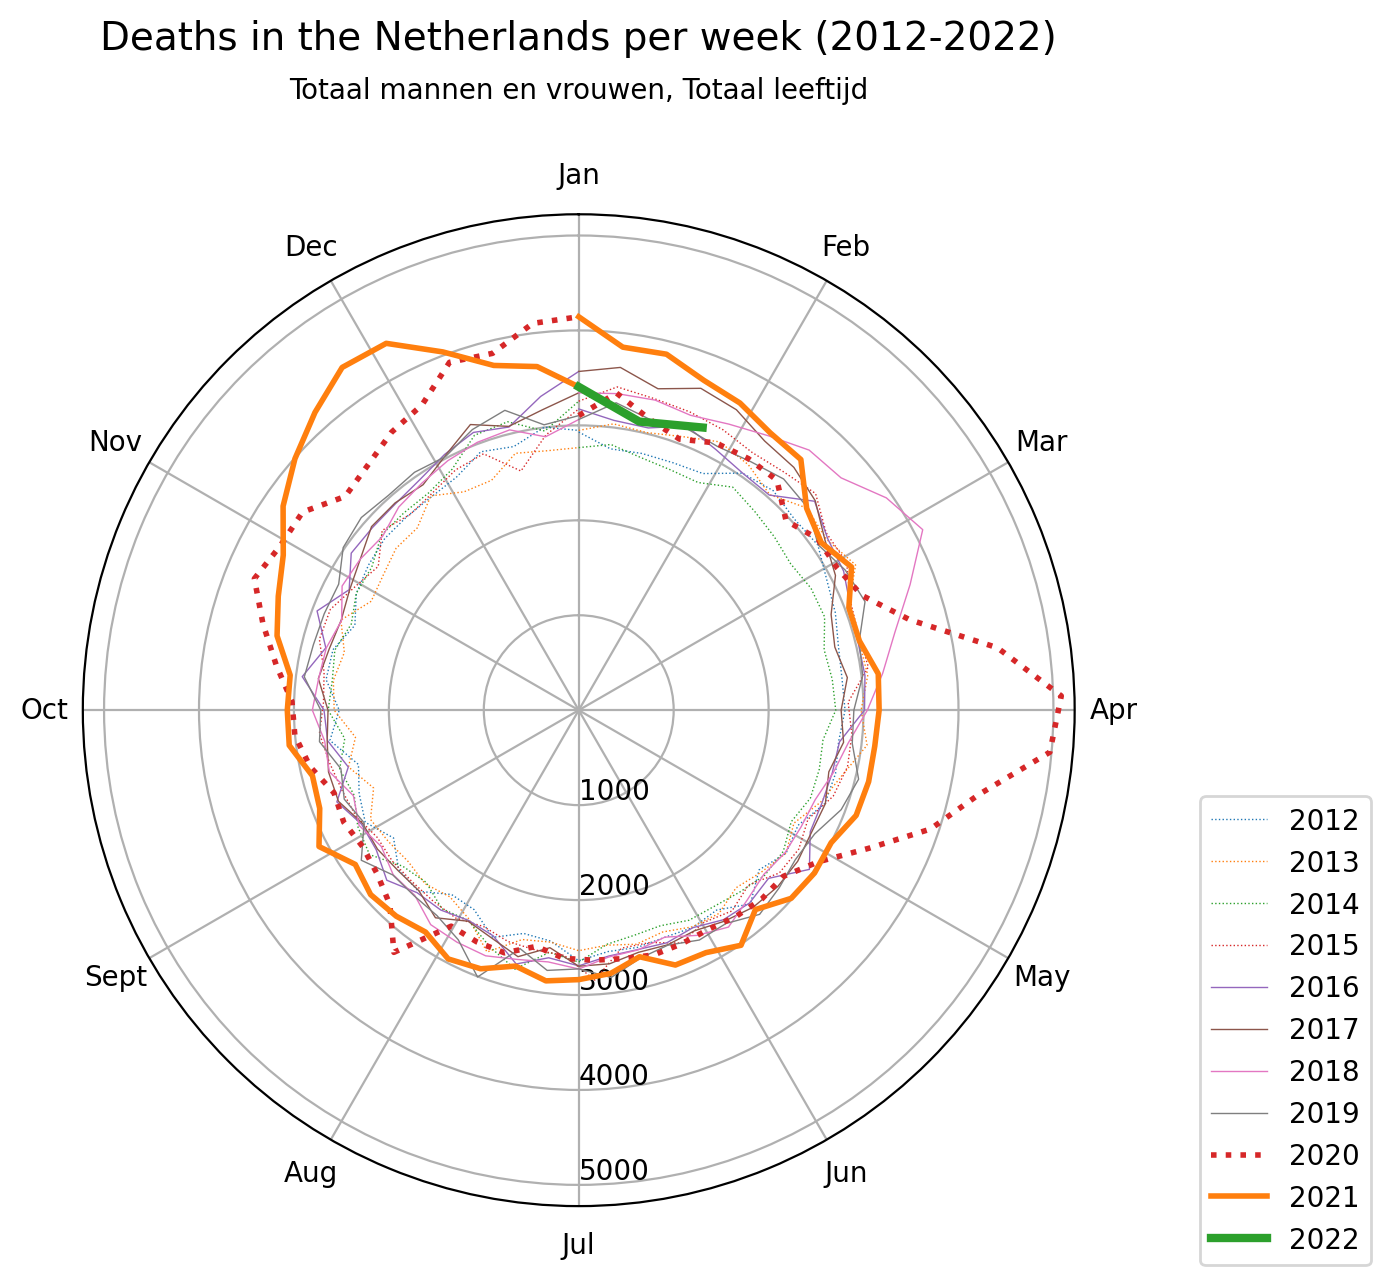 Deaths in the Netherlands per week (2012-2022)
Totaal mannen en vrouwen, Totaal leeftijd
Jan
Dec
Feb
Nov
Mar
Oct
Apr
1000
2000
3000
4000
5000
Sept
May
Aug
Jun
Jul
2012
2013
2014
2015
2016
2017
2018
2019
2020
2021
2022